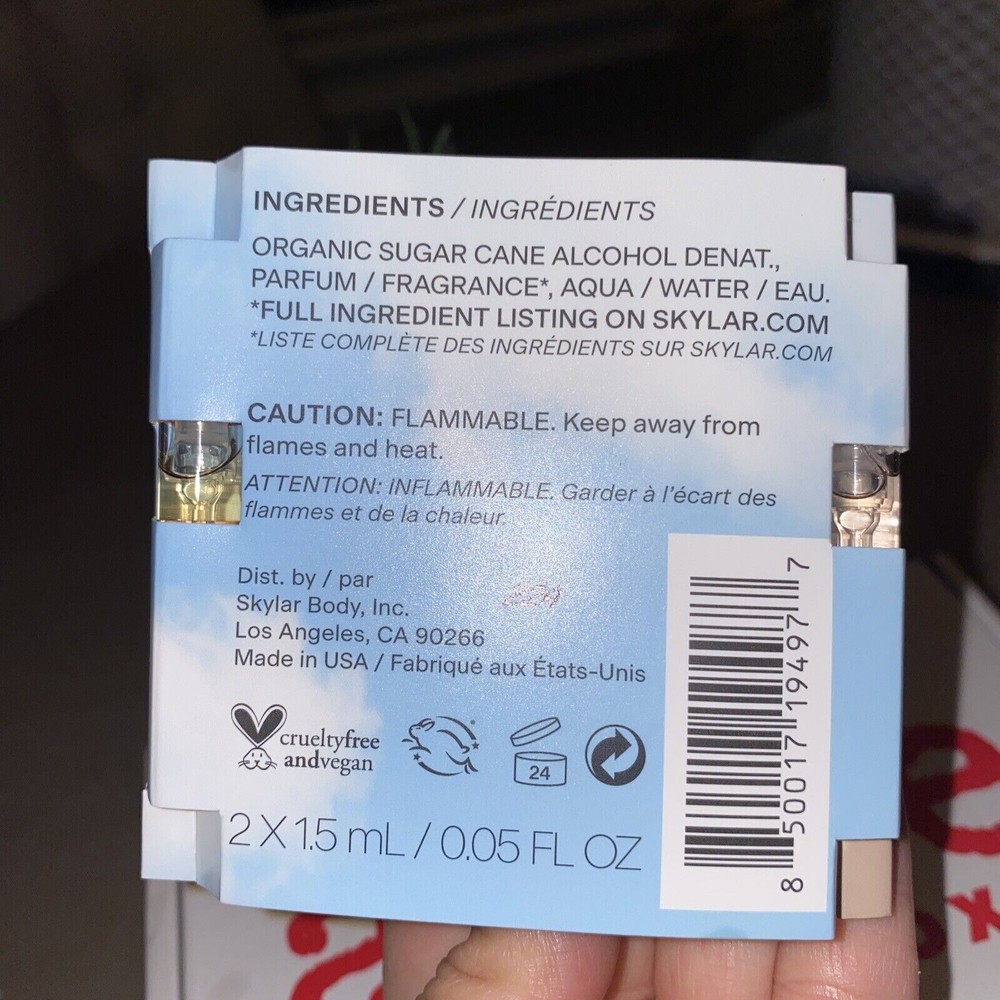 INGREDIENTS / INGRÉDIENTS
ORGANIC SUGAR CANE ALCOHOL DENAT.,
PARFUM / FRAGRANCE*, AQUA / WATER / EAU.
*FULL INGREDIENT LISTING ON SKYLAR.COM
*LISTE COMPLÈTE DES INGRÉDIENTS SUR SKYLAR.COM
CAUTION: FLAMMABLE. Keep away from
flames and heat.
ATTENTION: INFLAMMABLE. Garder à l'écart des
flammes et de la chaleur.
Dist. by / par
Skylar Body, Inc.
Los Angeles, CA 90266
Made in USA / Fabriqué aux États-Unis
crueltyfree
andvegan
24
2 X 1.5 mL / 0.05 FL OZ
8 50017 19497 7